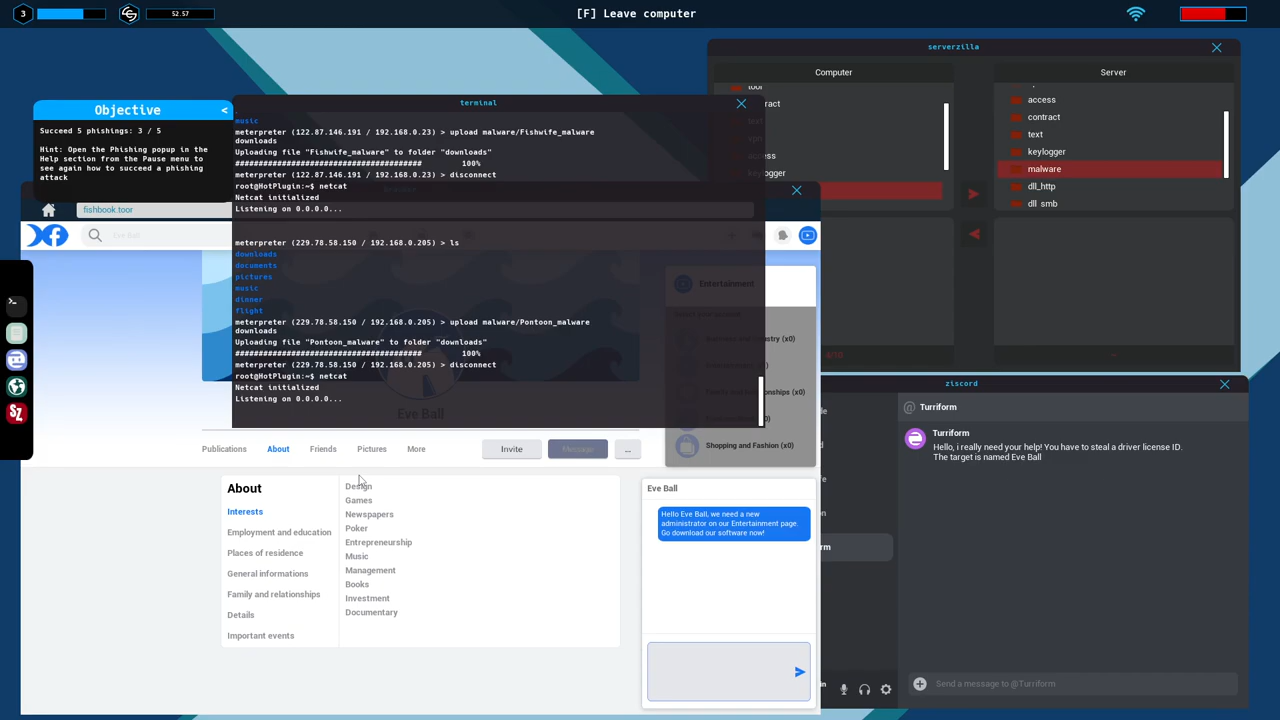 3
52.57
[F] Leave computer
Objective
<
Succeed 5 phishings: 3 / 5
Hint: Open the Phishing popup in the
Help section from the Pause menu to
see again how to succeed a phishing
attack
terminal
music
meterpreter (122.87.146.191 / 192.168.0.23) > upload malware/Fishwife_malware
downloads
Uploading file "Fishwife_malware" to folder "downloads"
########################################    100%
meterpreter (122.87.146.191 / 192.168.0.23) > disconnect
root@HotPlugin:~$ netcat
Netcat initialized
Listening on 0.0.0.0...
meterpreter (229.78.58.150 / 192.168.0.205) > ls
downloads
documents
pictures
music
dinner
flight
meterpreter (229.78.58.150 / 192.168.0.205) > upload malware/Pontoon_malware
downloads
Uploading file "Pontoon_malware" to folder "downloads"
########################################    100%
meterpreter (229.78.58.150 / 192.168.0.205) > disconnect
root@HotPlugin:~$ netcat
Netcat initialized
Listening on 0.0.0.0...
serverzilla
Computer
Server
access
contract
text
keylogger
malware
dll_http
dll_smb
fishbook.toor
Eve Ball
Entertainment
Eve Ball
Shopping and Fashion (x0)
Publications
About
Friends
Pictures
More
Invite
Message
...
About
Interests
Employment and education
Places of residence
General informations
Family and relationships
Details
Important events
Design
Games
Newspapers
Poker
Entrepreneurship
Music
Management
Books
Investment
Documentary
Eve Ball
Hello Eve Ball, we need a new
administrator on our Entertainment page.
Go download our software now!
ziscord
@ Turriform
Turriform
Hello, i really need your help! You have to steal a driver license ID.
The target is named Eve Ball
Send a message to @Turriform